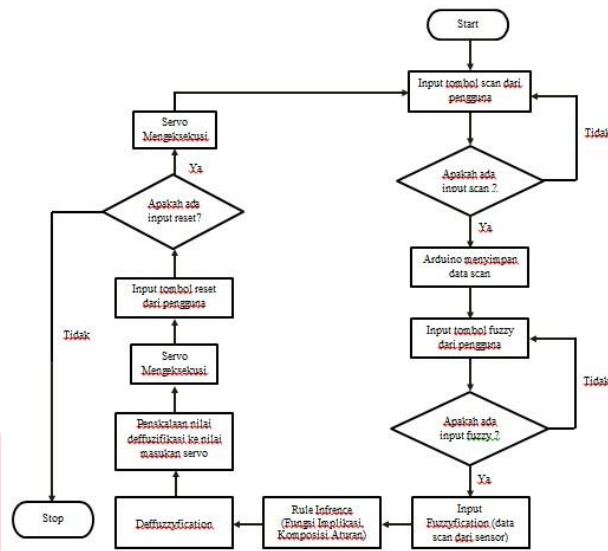 Start
Input tombol scan dari
pengguna
Tidak
Apakah ada
input scan ?
Ya
Arduino menyimpan
data scan
Input tombol fuzzy
dari pengguna
Tidak
Apakah ada
input fuzzy ?
Ya
Input
Fuzzyfication (data
scan dari sensor)
Rule Infrence
(Fungsi Implikasi,
Komposisi Aturan)
Deffuzzyfication
Penskalaan nilai
deffuzifikasi ke nilai
masukan servo
Servo
Mengeksekusi
Input tombol reset
dari pengguna
Apakah ada
input reset?
Ya
Servo
Mengeksekusi
Tidak
Stop